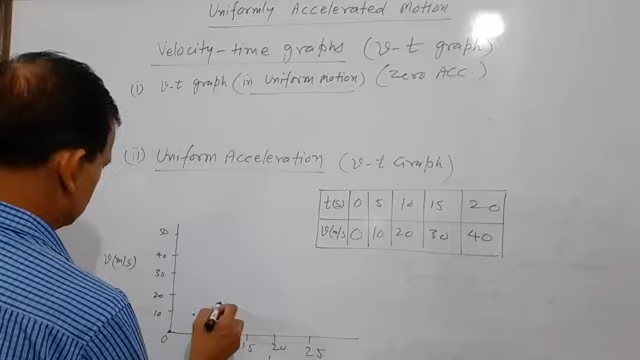 Uniformly Accelerated Motion
Velocity-time graphs (v-t graph)
(i) v-t graph (in uniform motion) (Zero Acc.)
(ii) Uniform Acceleration (v-t Graph)
t(s) 0 5 10 15 20
v(m/s 0 10 20 30 40
v(m/s)
50
40
30
20
10
0
15 20 25